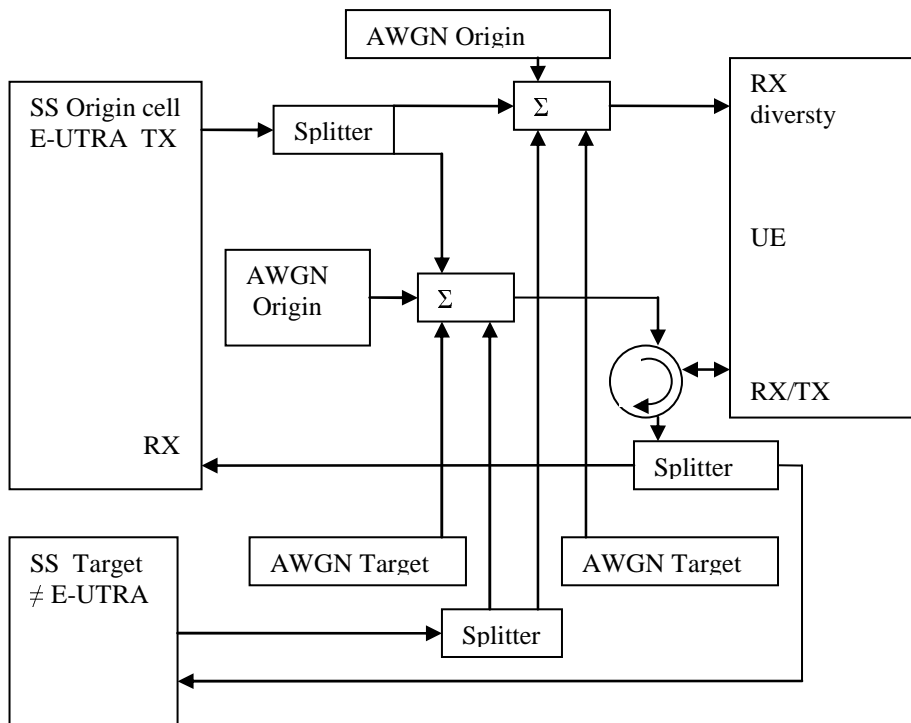 AWGN Origin
SS Origin cell
E-UTRA TX
Splitter
Σ
RX
diversty
UE
AWGN
Origin
Σ
RX/TX
RX
Splitter
SS Target
≠ E-UTRA
AWGN Target
AWGN Target
Splitter